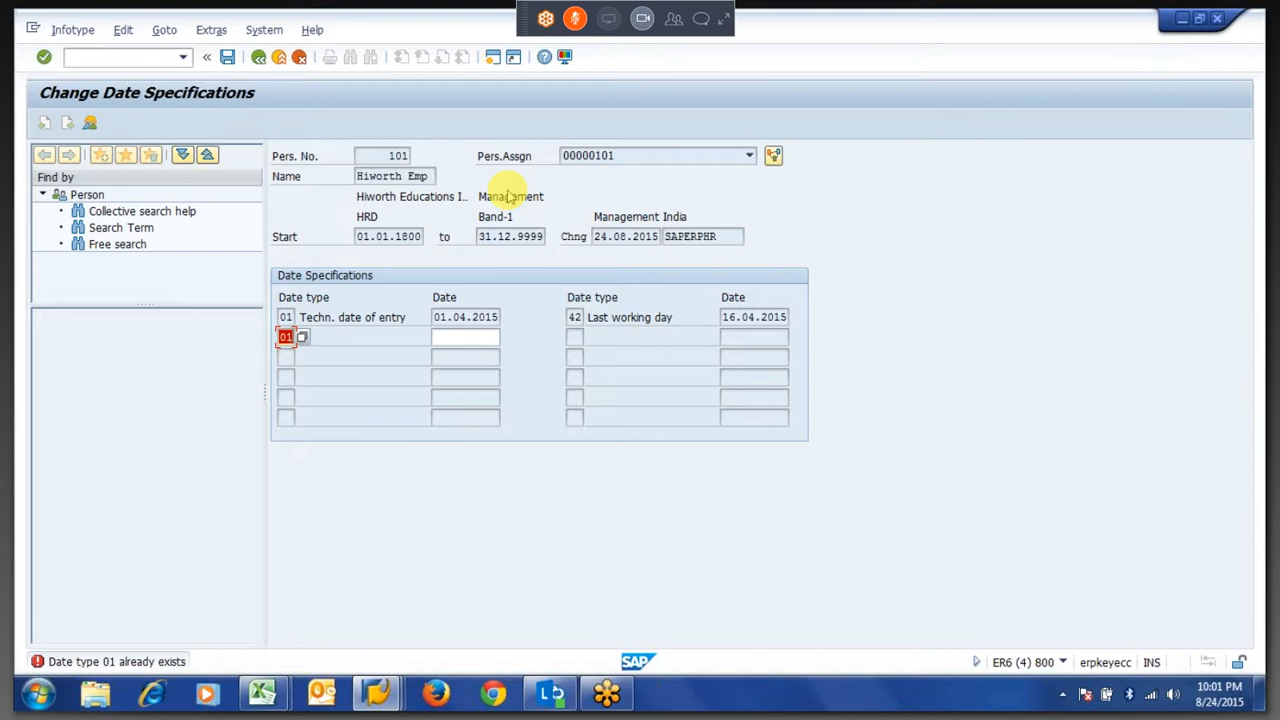 Infotype Edit Goto Extras System Help
Change Date Specifications
Find by
Person
Collective search help
Search Term
Free search
Pers. No. 101 Pers.Assgn 00000101
Name Hiworth Emp
Hiworth Educations I... Management
HRD Band-1 Management India
Start 01.01.1800 to 31.12.9999 Chng 24.08.2015 SAPERPHR
Date Specifications
Date type Date Date type Date
01 Techn. date of entry 01.04.2015 42 Last working day 16.04.2015
01
Date type 01 already exists
SAP
ER6 (4) 800 erpkeyecc INS
10:01 PM
8/24/2015